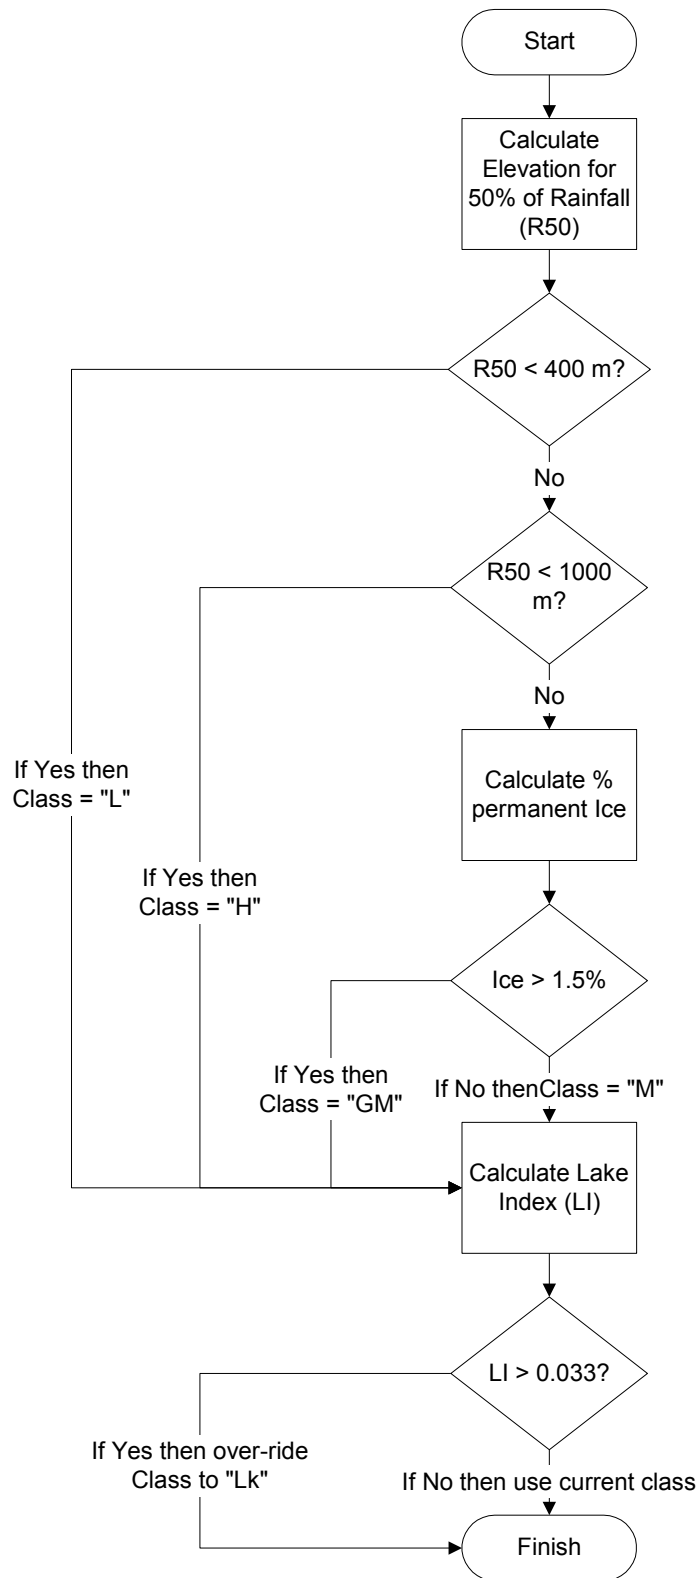 Start
Calculate
Elevation for
50% of Rainfall
(R50)
R50 < 400 m?
No
R50 < 1000
m?
No
If Yes then
Class = "L"
Calculate %
permanent Ice
If Yes then
Class = "H"
Ice > 1.5%
If Yes then
Class = "GM"
If No thenClass = "M"
Calculate Lake
Index (LI)
LI > 0.033?
If Yes then over-ride
Class to "Lk"
If No then use current class
Finish